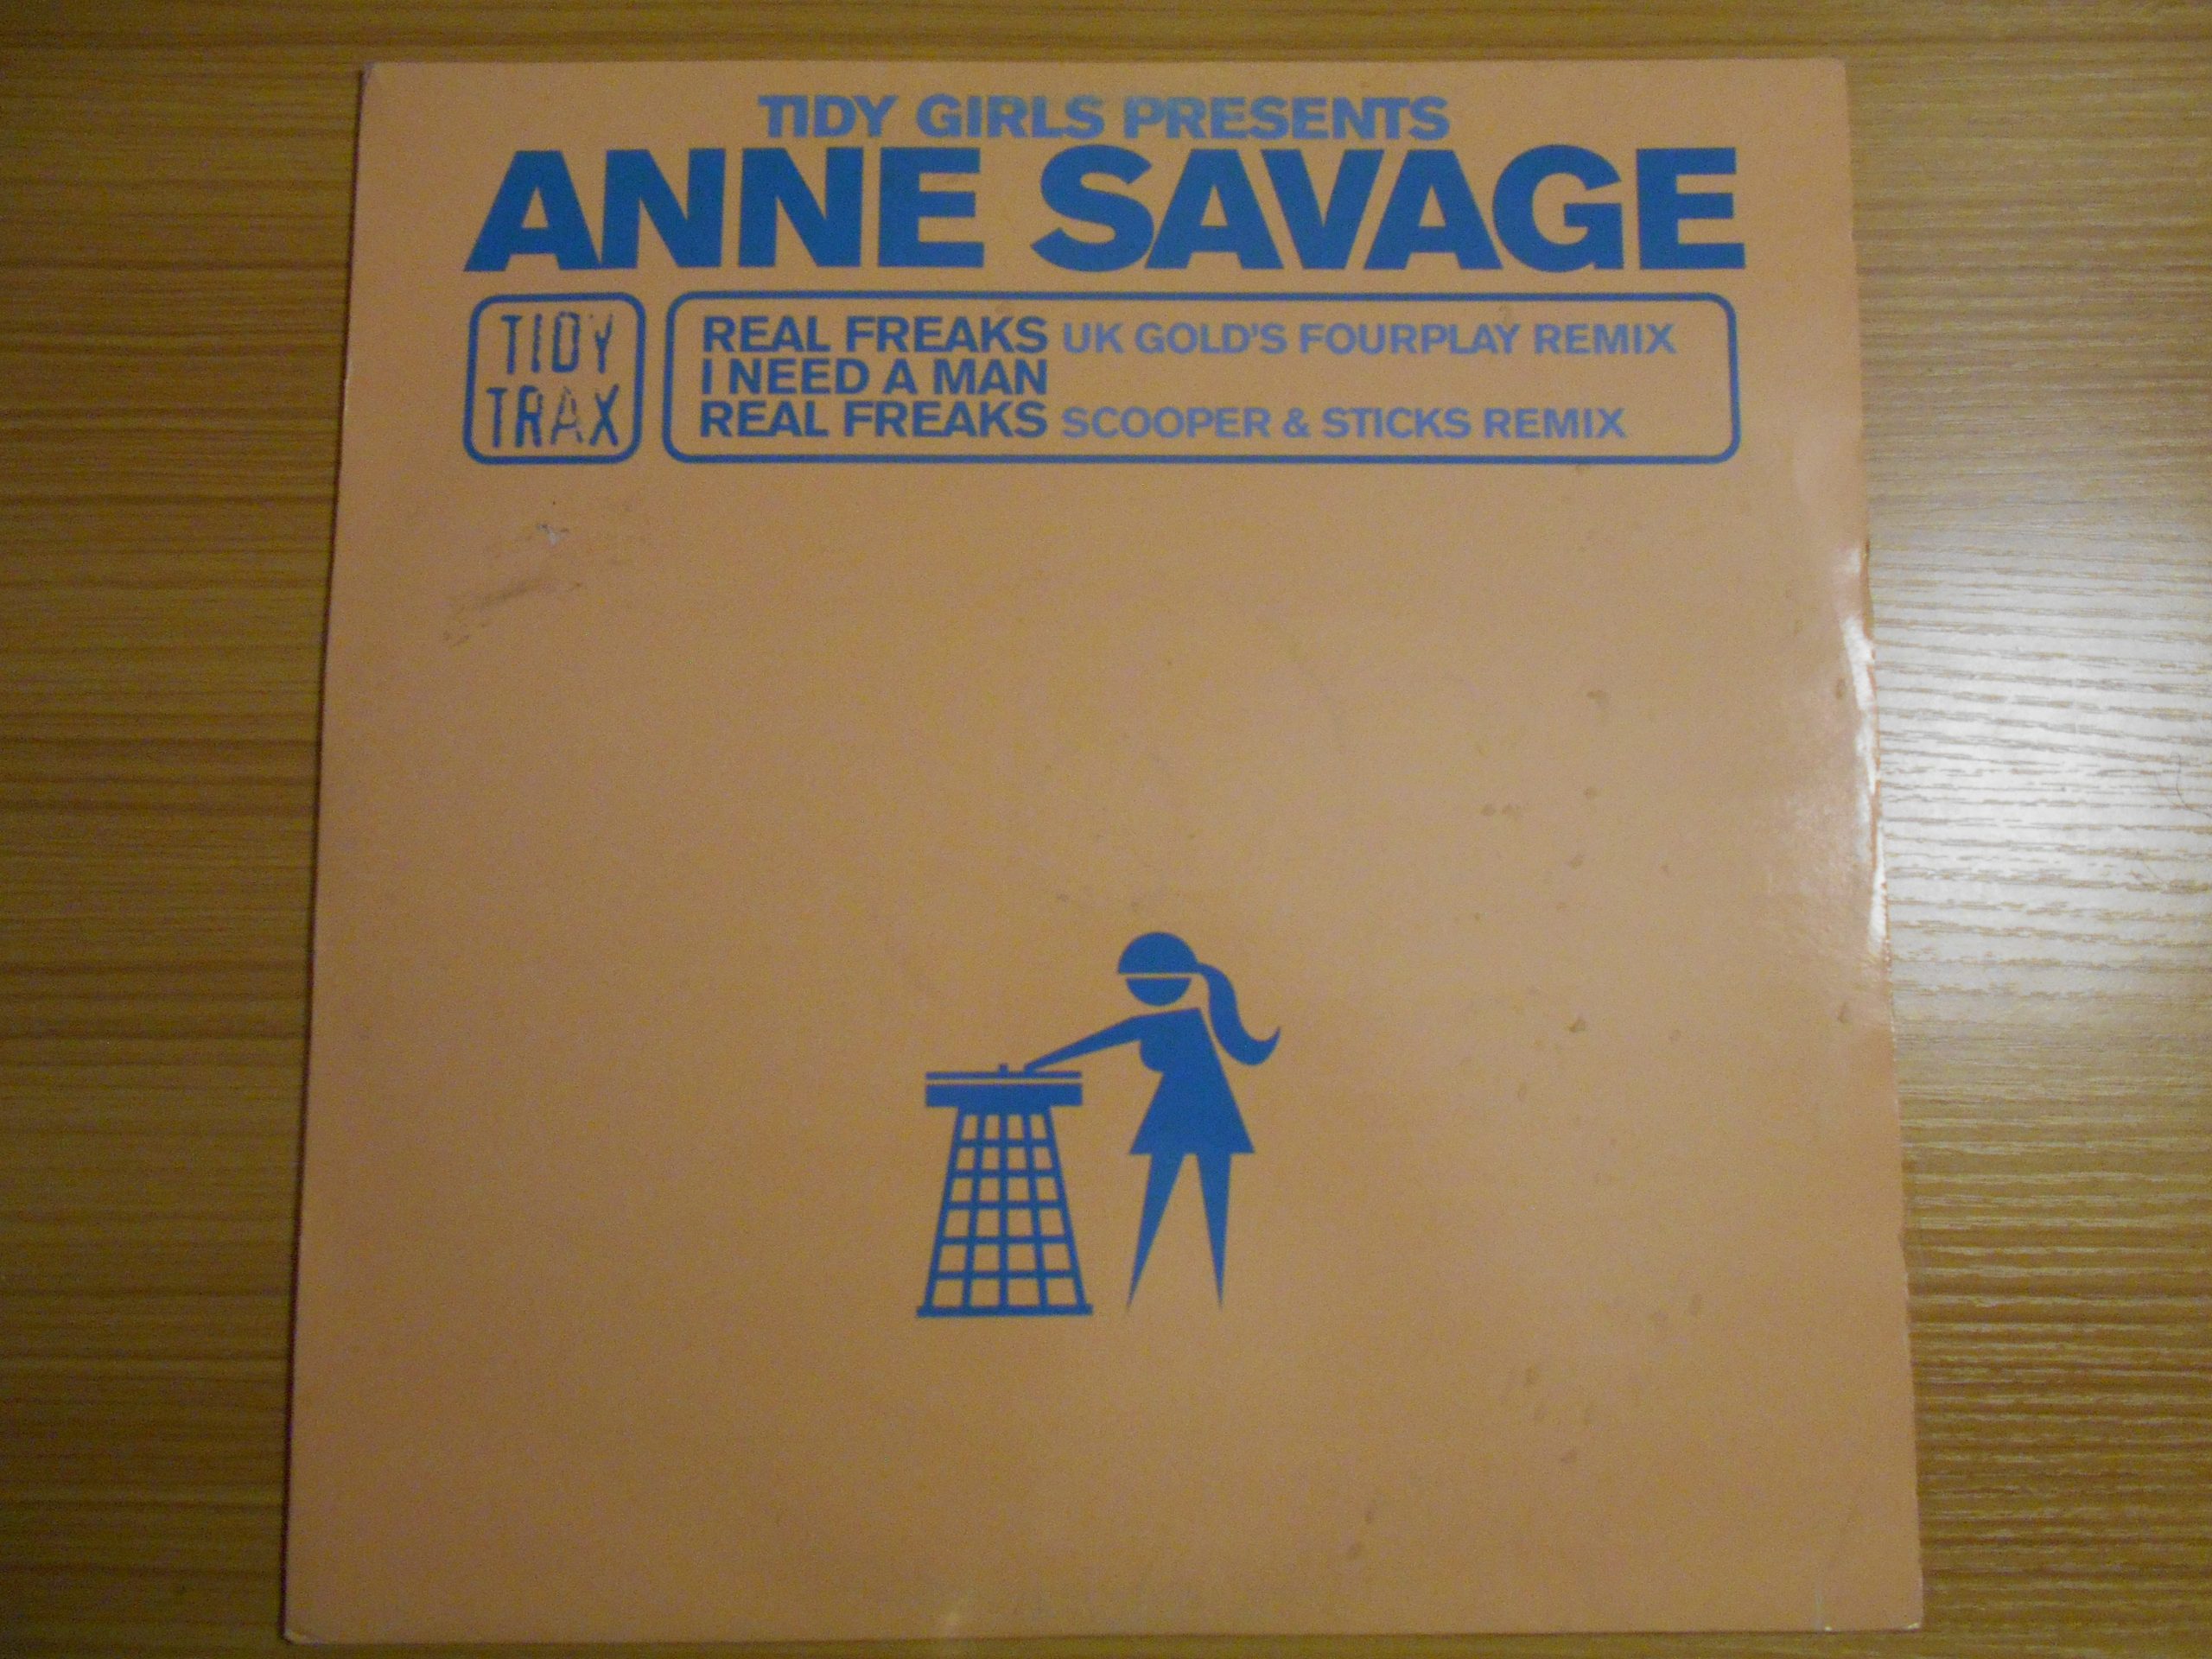 TIDY GIRLS PRESENTS
ANNE SAVAGE
TIDY
TRAX
REAL FREAKS UK GOLD'S FOURPLAY REMIX
I NEED A MAN
REAL FREAKS SCOOPER & STICKS REMIX